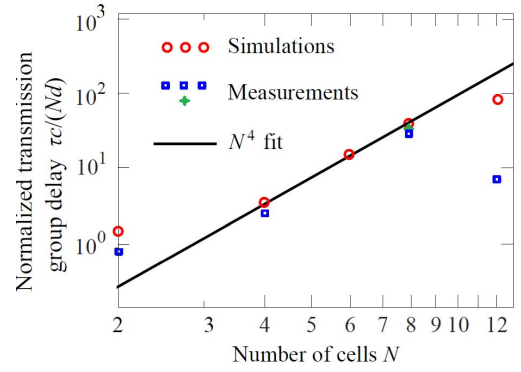 10^3
10^2
10^1
10^0
Normalized transmission
group delay τc/(Nd)
Simulations
Measurements
N^4 fit
2 3 4 5 6 7 8 9 10 12
Number of cells N